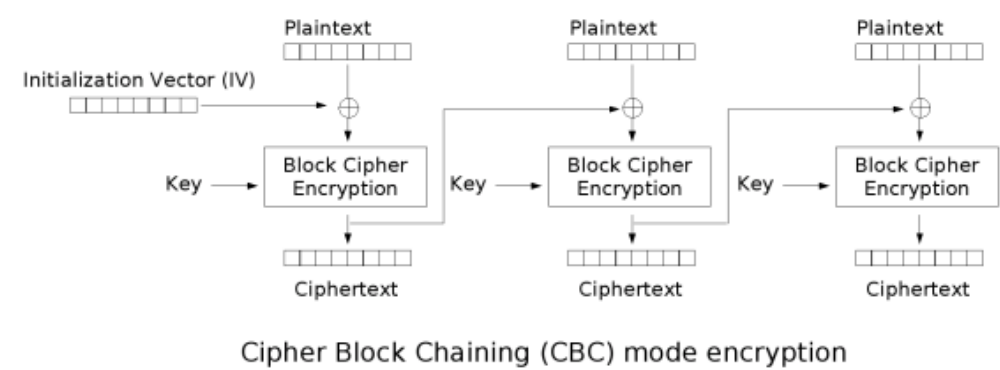 Plaintext
Plaintext
Plaintext
Initialization Vector (IV)
Key
Block Cipher
Encryption
Key
Block Cipher
Encryption
Key
Block Cipher
Encryption
Ciphertext
Ciphertext
Ciphertext
Cipher Block Chaining (CBC) mode encryption